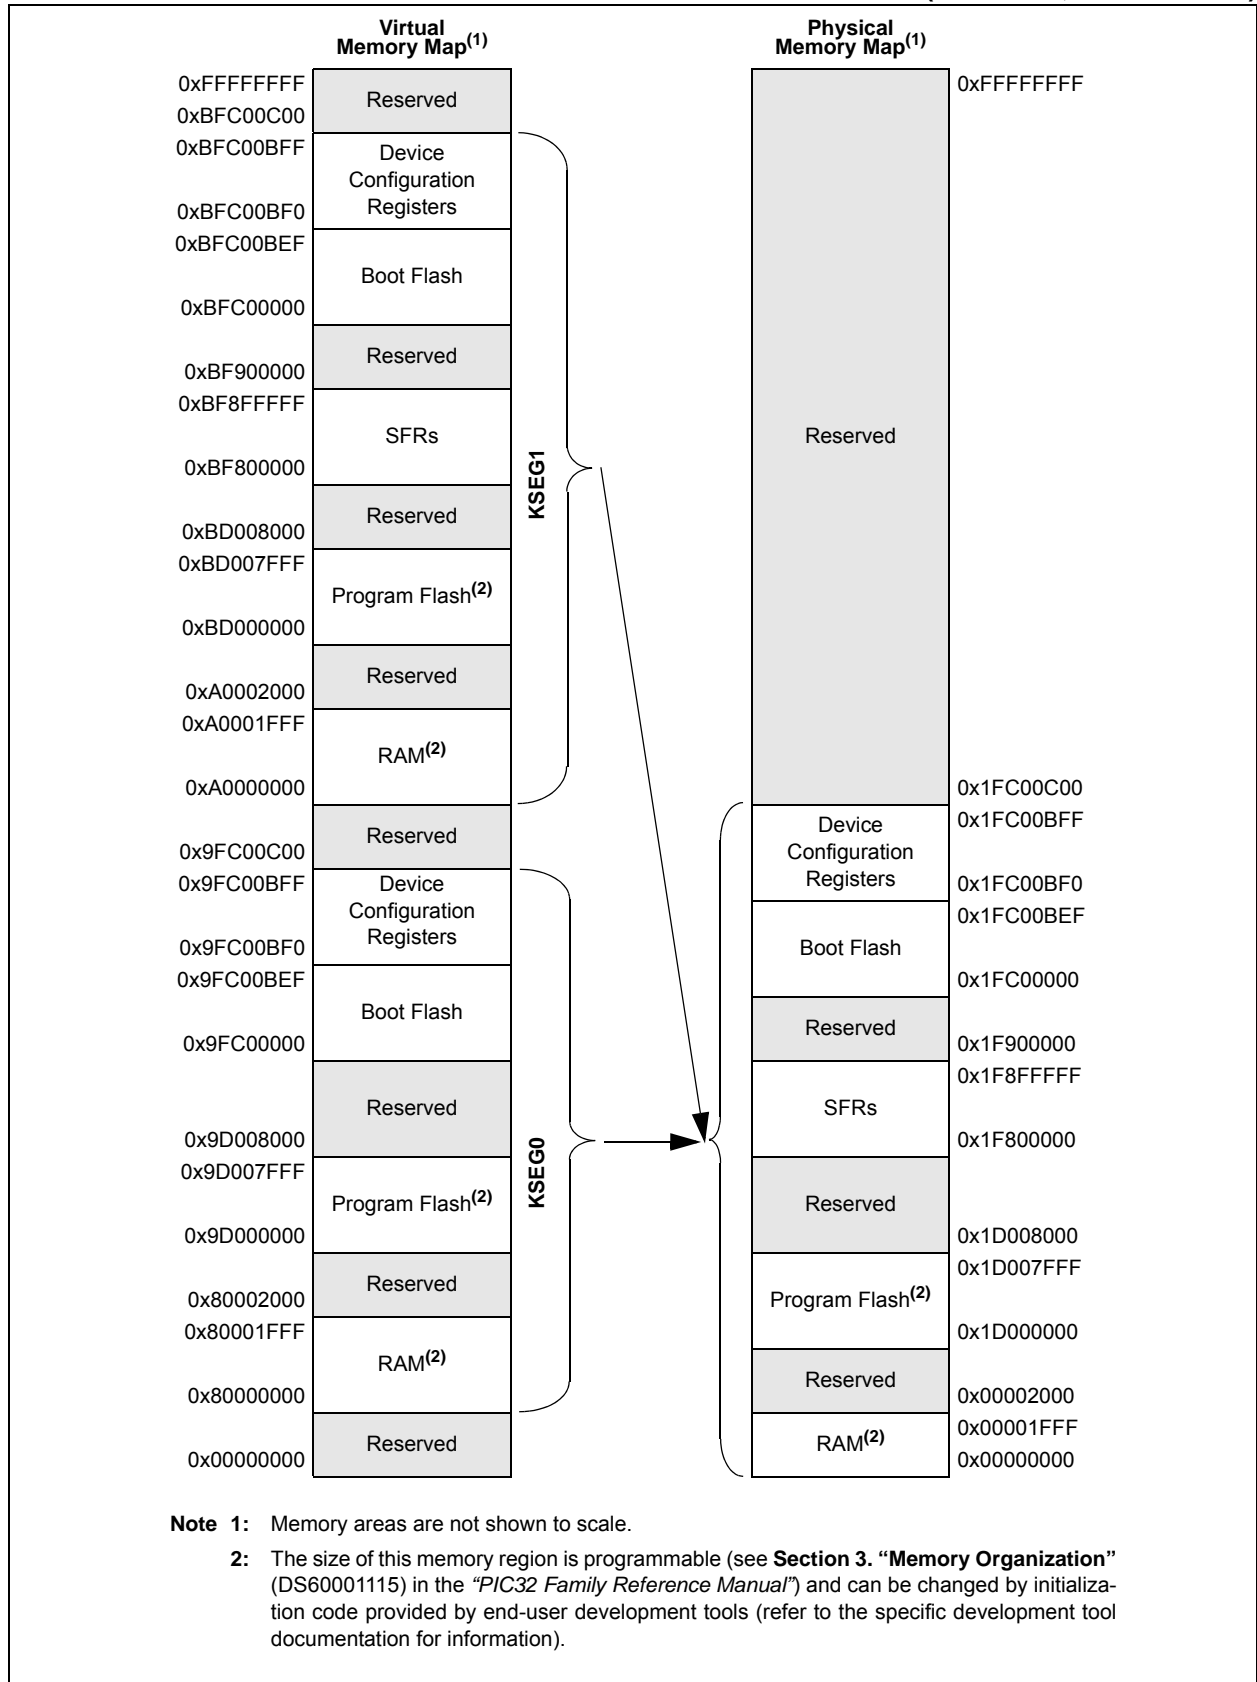 Virtual
Memory Map(1)
Physical
Memory Map(1)
0xFFFFFFFF
Reserved
0xBFC00C00
0xBFC00BFF
Device
Configuration
Registers
0xBFC00BF0
0xBFC00BEF
Boot Flash
0xBFC00000
Reserved
0xBF900000
0xBF8FFFFF
SFRs
0xBF800000
Reserved
0xBD008000
0xBD007FFF
Program Flash(2)
0xBD000000
Reserved
0xA0002000
0xA0001FFF
RAM(2)
0xA0000000
KSEG1
Reserved
0x9FC00C00
0x9FC00BFF
Device
Configuration
Registers
0x9FC00BF0
0x9FC00BEF
Boot Flash
0x9FC00000
Reserved
0x9D008000
0x9D007FFF
Program Flash(2)
0x9D000000
Reserved
0x80002000
0x80001FFF
RAM(2)
0x80000000
KSEG0
Reserved
0x00000000
0xFFFFFFFF
Reserved
0x1FC00C00
0x1FC00BFF
Device
Configuration
Registers
0x1FC00BF0
0x1FC00BEF
Boot Flash
0x1FC00000
Reserved
0x1F900000
0x1F8FFFFF
SFRs
0x1F800000
Reserved
0x1D008000
0x1D007FFF
Program Flash(2)
0x1D000000
Reserved
0x00002000
0x00001FFF
RAM(2)
0x00000000
Note 1: Memory areas are not shown to scale.
2: The size of this memory region is programmable (see Section 3. “Memory Organization”
(DS60001115) in the “PIC32 Family Reference Manual”) and can be changed by initializa-
tion code provided by end-user development tools (refer to the specific development tool
documentation for information).